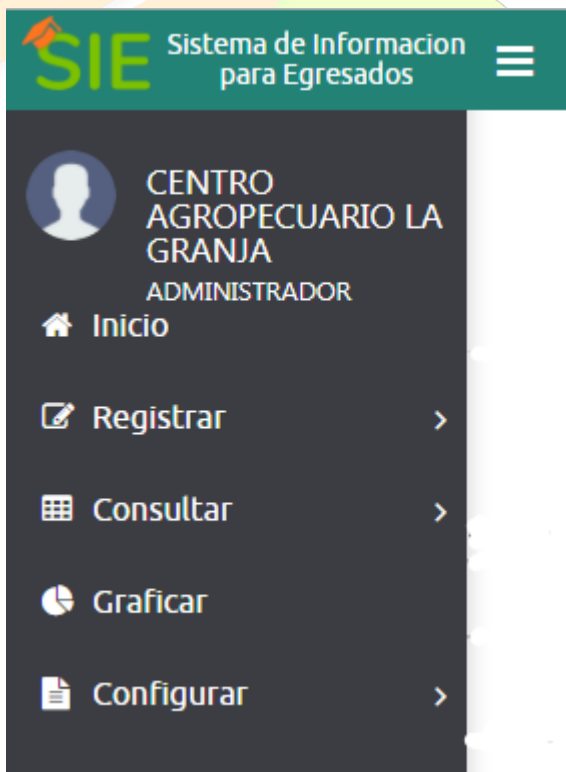 SIE
Sistema de Informacion
para Egresados
CENTRO
AGROPECUARIO LA
GRANJA
ADMINISTRADOR
Inicio
Registrar
Consultar
Graficar
Configurar